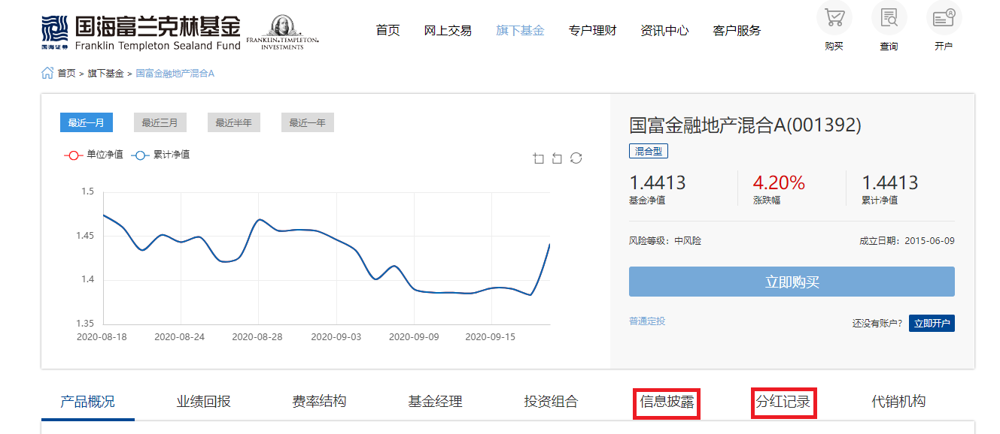 国海富兰克林基金
国海证券
Franklin Templeton Sealand Fund
FRANKLIN TEMPLETON
INVESTMENTS
首页 网上交易 旗下基金 专户理财 资讯中心 客户服务
购买 查询 开户
首页 > 旗下基金 > 国富金融地产混合A
最近一月 最近三月 最近半年 最近一年
单位净值 累计净值
1.5
1.45
1.4
1.35
2020-08-18 2020-08-24 2020-08-28 2020-09-03 2020-09-09 2020-09-15
国富金融地产混合A(001392)
混合型
1.4413 4.20% 1.4413
基金净值 涨跌幅 累计净值
风险等级：中风险 成立日期：2015-06-09
立即购买
普通定投 还没有账户？ 立即开户
产品概况 业绩回报 费率结构 基金经理 投资组合 信息披露 分红记录 代销机构